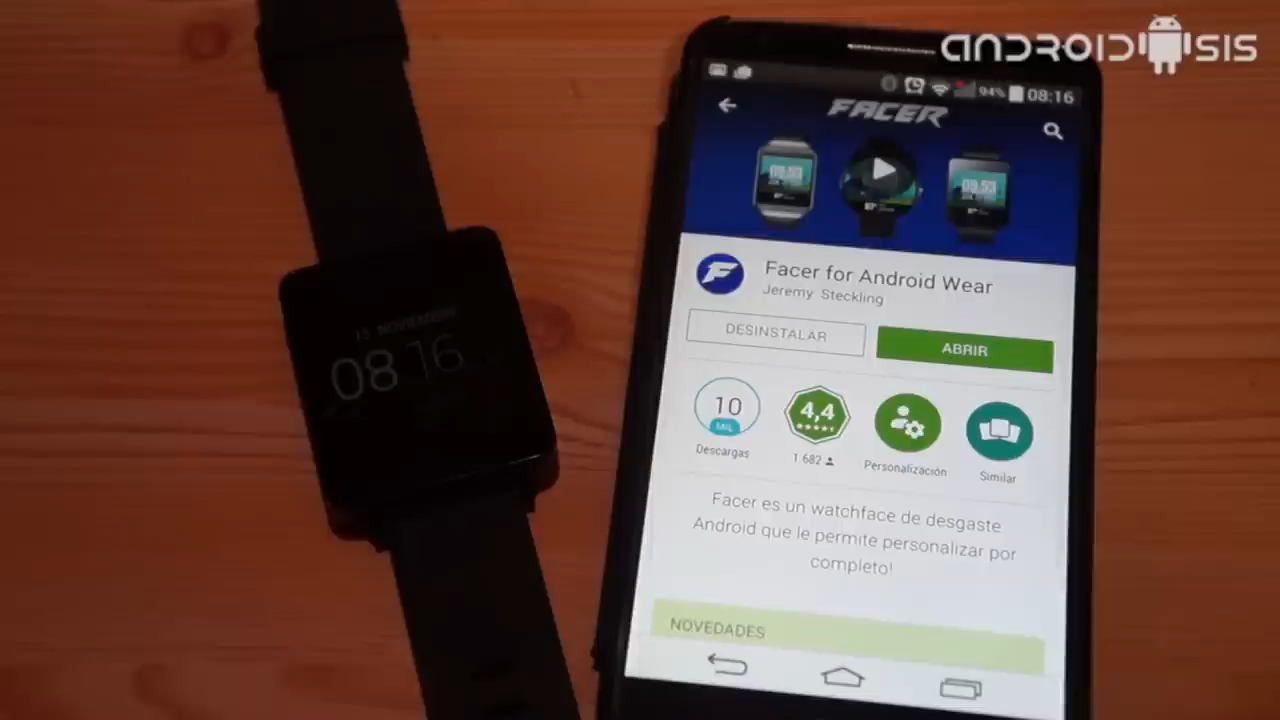 ANDROIDSIS
94% 08:16
FACER
Facer for Android Wear
Jeremy Steckling
DESINSTALAR
ABRIR
10
MIL
Descargas
4,4
1 682
Personalización
Similar
Facer es un watchface de desgaste
Android que le permite personalizar por
completo!
NOVEDADES
NOVIEMBRE
08:16